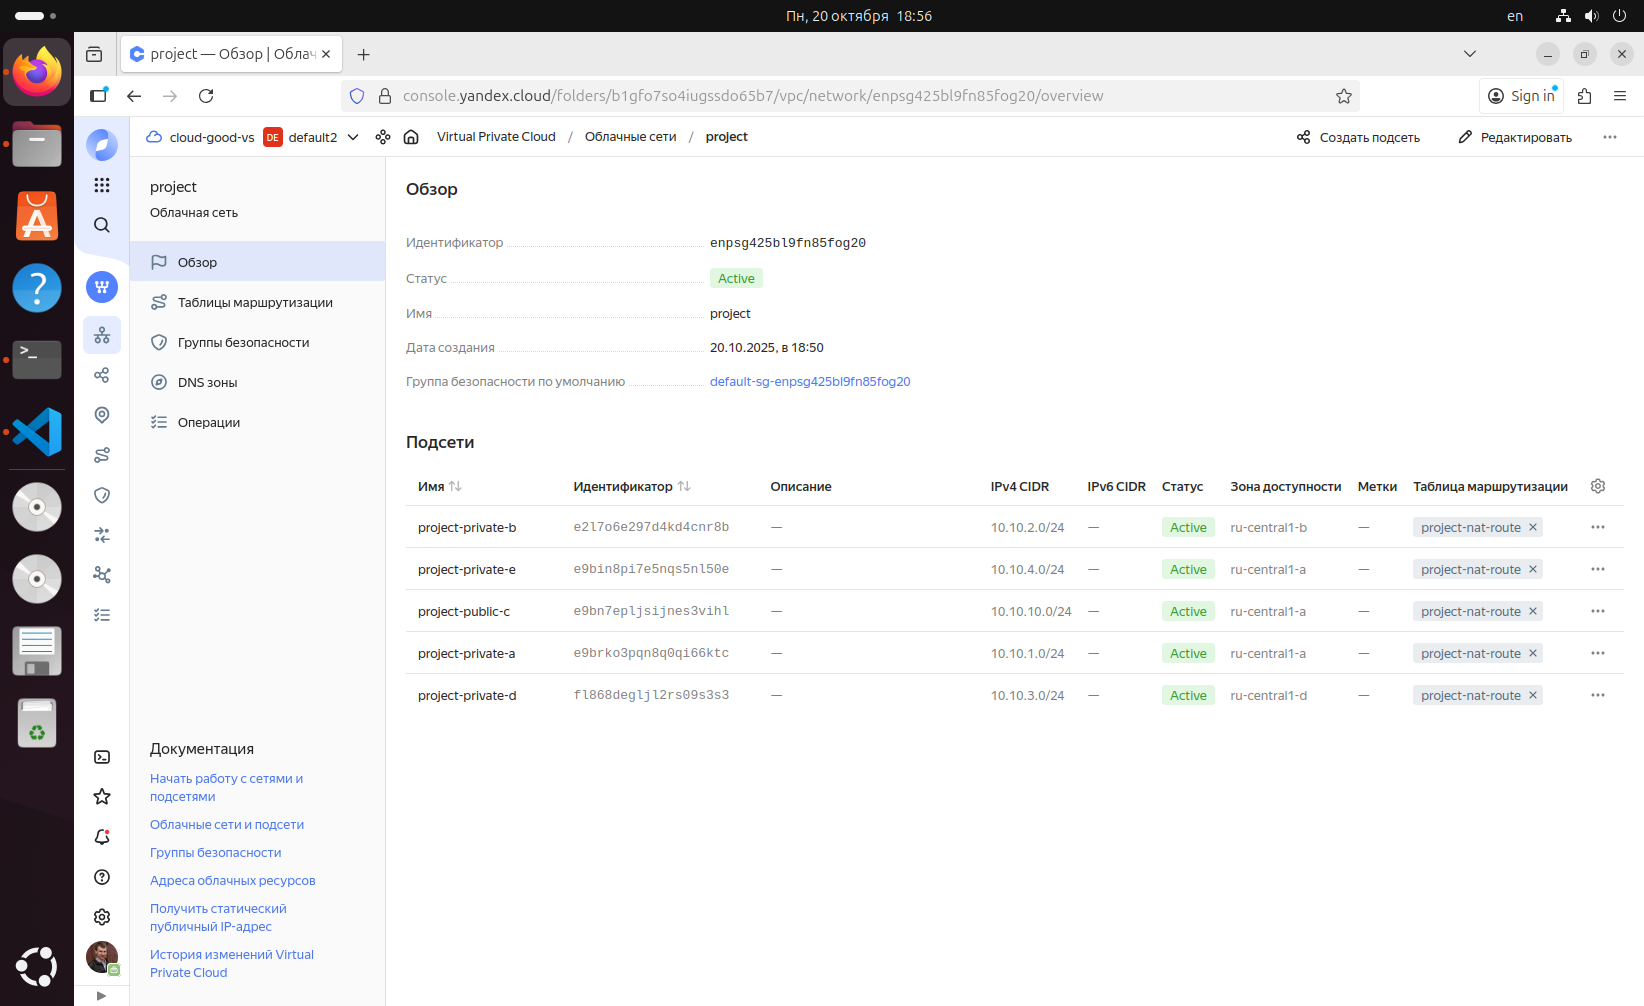 Пн, 20 октября 18:56
en
project — Обзор | Облач
console.yandex.cloud/folders/b1gfo7so4iugssdo65b7/vpc/network/enpsg425bl9fn85fog20/overview
Sign in
cloud-good-vs DE default2
Virtual Private Cloud / Облачные сети / project
Создать подсеть
Редактировать
project
Облачная сеть
Обзор
Таблицы маршрутизации
Группы безопасности
DNS зоны
Операции
Документация
Начать работу с сетями и
подсетями
Облачные сети и подсети
Группы безопасности
Адреса облачных ресурсов
Получить статический
публичный IP-адрес
История изменений Virtual
Private Cloud
Обзор
Идентификатор enpsg425bl9fn85fog20
Статус Active
Имя project
Дата создания 20.10.2025, в 18:50
Группа безопасности по умолчанию default-sg-enpsg425bl9fn85fog20
Подсети
Имя Идентификатор Описание IPv4 CIDR IPv6 CIDR Статус Зона доступности Метки Таблица маршрутизации
project-private-b e2l7o6e297d4kd4cnr8b — 10.10.2.0/24 — Active ru-central1-b — project-nat-route
project-private-e e9bin8pi7e5nqs5nl50e — 10.10.4.0/24 — Active ru-central1-a — project-nat-route
project-public-c e9bn7epljsijnes3vihl — 10.10.10.0/24 — Active ru-central1-a — project-nat-route
project-private-a e9brko3pqn8q0qi66ktc — 10.10.1.0/24 — Active ru-central1-a — project-nat-route
project-private-d fl868degljl2rs09s3s3 — 10.10.3.0/24 — Active ru-central1-d — project-nat-route